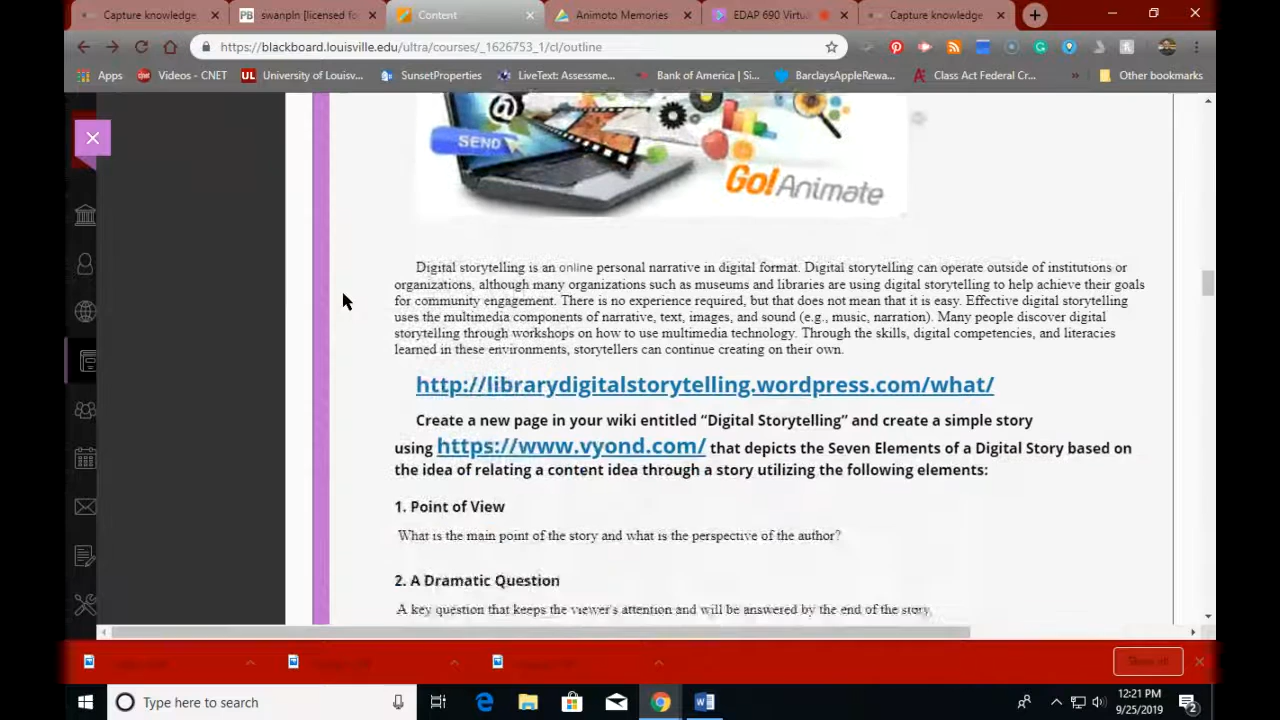 Capture knowledge
PB swanpln [licensed fo
Content
Animoto Memories
EDAP 690 Virtu
Capture knowledge
https://blackboard.louisville.edu/ultra/courses/_1626753_1/cl/outline
Apps
Videos - CNET
University of Louisv...
SunsetProperties
LiveText: Assessme...
Bank of America | Si...
BarclaysAppleRewa...
Class Act Federal Cr...
Other bookmarks
@
SEND
Go!Animate
Digital storytelling is an online personal narrative in digital format. Digital storytelling can operate outside of institutions or
organizations, although many organizations such as museums and libraries are using digital storytelling to help achieve their goals
for community engagement. There is no experience required, but that does not mean that it is easy. Effective digital storytelling
uses the multimedia components of narrative, text, images, and sound (e.g., music, narration). Many people discover digital
storytelling through workshops on how to use multimedia technology. Through the skills, digital competencies, and literacies
learned in these environments, storytellers can continue creating on their own.
http://librarydigitalstorytelling.wordpress.com/what/
Create a new page in your wiki entitled “Digital Storytelling” and create a simple story
using https://www.vyond.com/ that depicts the Seven Elements of a Digital Story based on
the idea of relating a content idea through a story utilizing the following elements:
1. Point of View
What is the main point of the story and what is the perspective of the author?
2. A Dramatic Question
A key question that keeps the viewer's attention and will be answered by the end of the story.
Show all
Type here to search
12:21 PM
9/25/2019
2